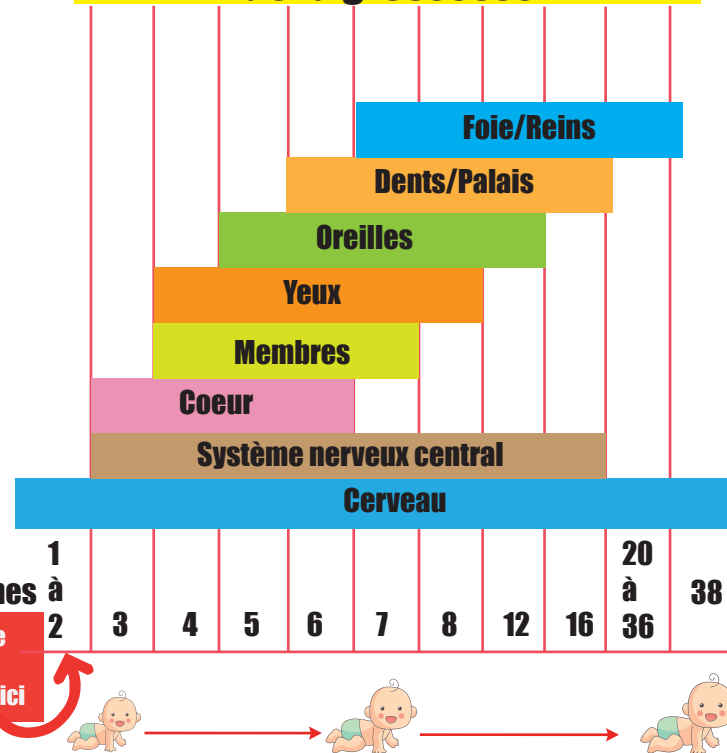 Foie/Reins
Dents/Palais
Oreilles
Yeux
Membres
Coeur
Système nerveux central
Cerveau
1 à 2
3
4
5
6
7
8
12
16
20 à 36
38
ici